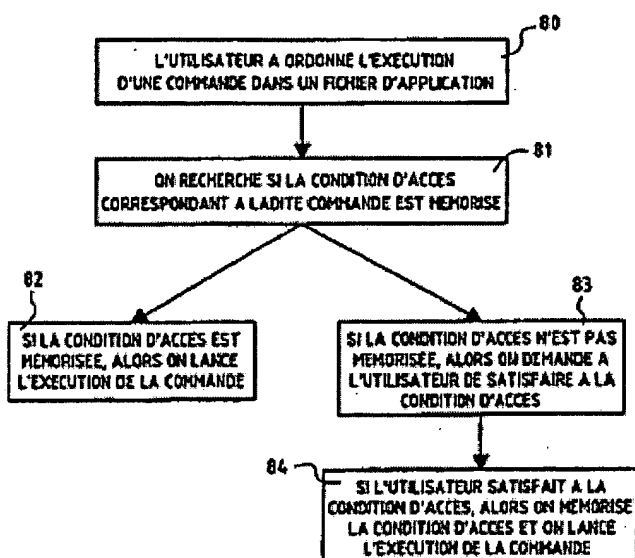 80
L'UTILISATEUR A ORDONNE L'EXECUTION
D'UNE COMMANDE DANS UN FICHIER D'APPLICATION
81
ON RECHERCHE SI LA CONDITION D'ACCES
CORRESPONDANT A LADITE COMMANDE EST MEMORISE
82
SI LA CONDITION D'ACCES EST
MEMORISÉE, ALORS ON LANCE
L'EXECUTION DE LA COMMANDE
83
SI LA CONDITION D'ACCES N'EST PAS
MEMORISÉE, ALORS ON DEMANDE A
L'UTILISATEUR DE SATISFAIRE A LA
CONDITION D'ACCES
84
SI L'UTILISATEUR SATISFAIT A LA
CONDITION D'ACCES, ALORS ON MEMORISE
LA CONDITION D'ACCES ET ON LANCE
L'EXECUTION DE LA COMMANDE